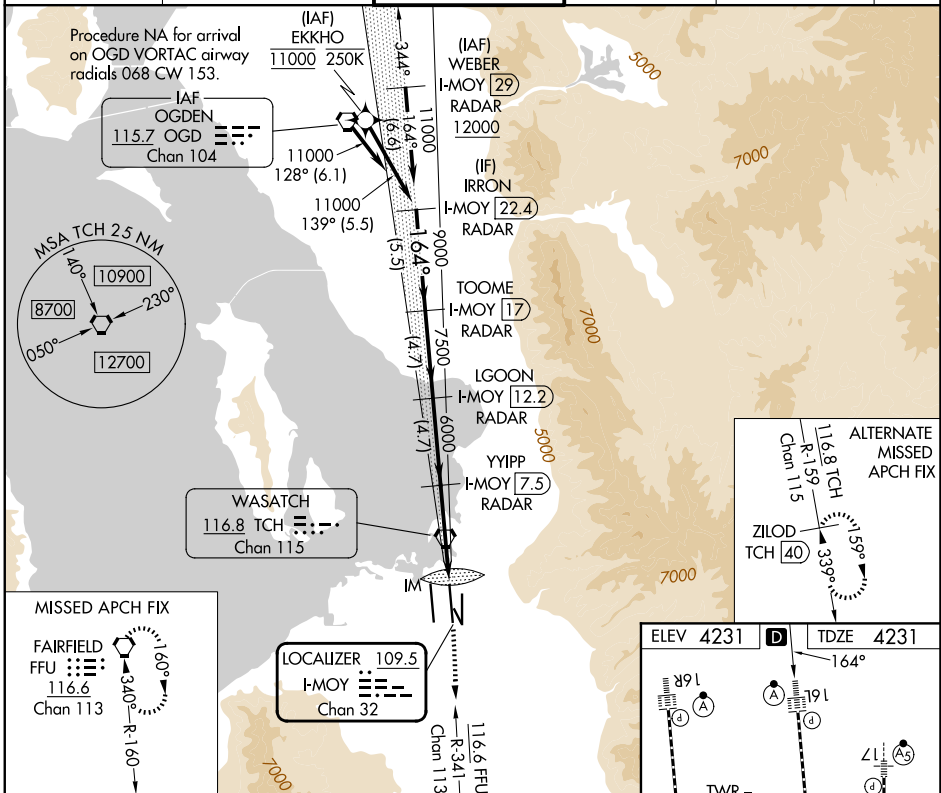 Procedure NA for arrival
on OGD VORTAC airway
radials 068 CW 153.
(IAF)
EKKHO
11000 250K
IAF
OGDEN
115.7 OGD
Chan 104
344°
(IAF)
WEBER
I-MOY 29
RADAR
12000
11000
164°
(6.6)
11000
128° (6.1)
11000
139° (5.5)
(IF)
IRRON
I-MOY 22.4
RADAR
9000
164°
(5.5)
TOOME
I-MOY 17
RADAR
7500
(4.7)
LGOON
I-MOY 12.2
RADAR
6000
(4.7)
YYIPP
I-MOY 7.5
RADAR
5000
7000
7000
5000
7000
7000
MSA TCH 25 NM
140°
10900
8700
230°
050°
12700
WASATCH
116.8 TCH
Chan 115
IM
LOCALIZER 109.5
I-MOY
Chan 32
116.6 FFU
R-341
Chan 113
MISSED APCH FIX
FAIRFIELD
FFU
116.6
Chan 113
160°
340°
R-160
ALTERNATE
MISSED
APCH FIX
116.8 TCH
R-159
Chan 115
ZILOD
TCH 40
159°
339°
ELEV 4231
D
TDZE 4231
164°
16R
A
P
A
16L
P
17
A5
P
TWR